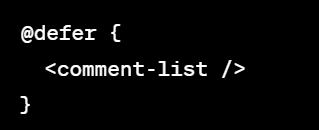 @defer {
  <comment-list />
}